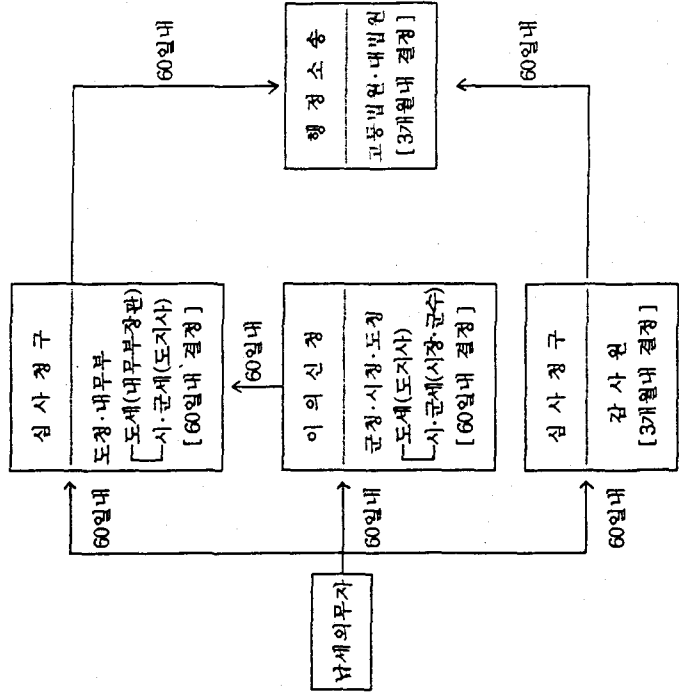 납세의무자
60일내
60일내
60일내
심사청구
도청·내무부
도세(내무부장관)
시·군세(도지사)
[60일내 결정]
60일내
이의신청
군청·시청·도청
도세(도지사)
시·군세(시장·군수)
[60일내 결정]
심사청구
감사원
[3개월내 결정]
60일내
60일내
행정소송
고등법원·대법원
[3개월내 결정]